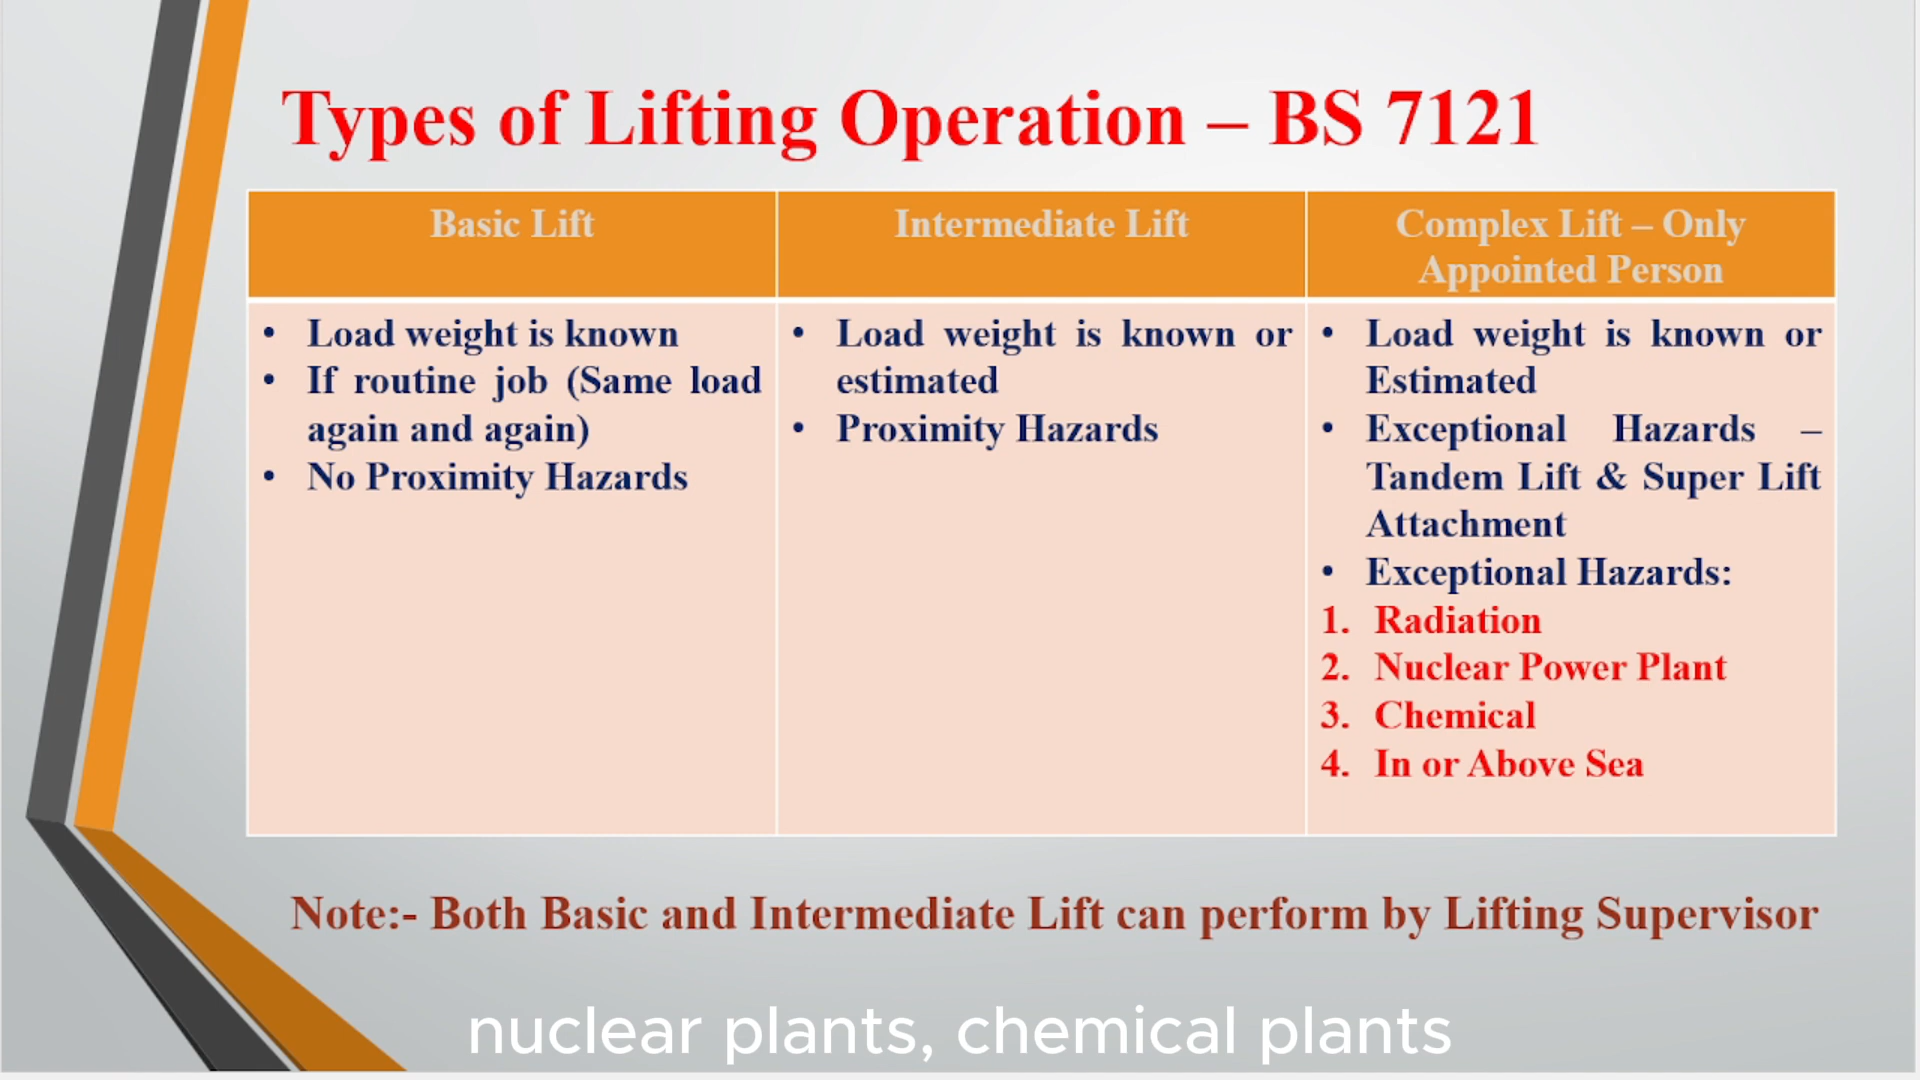 Types of Lifting Operation – BS 7121
Basic Lift
• Load weight is known
• If routine job (Same load
again and again)
• No Proximity Hazards
Intermediate Lift
• Load weight is known or
estimated
• Proximity Hazards
Complex Lift – Only
Appointed Person
• Load weight is known or
Estimated
• Exceptional Hazards –
Tandem Lift & Super Lift
Attachment
• Exceptional Hazards:
1. Radiation
2. Nuclear Power Plant
3. Chemical
4. In or Above Sea
Note:- Both Basic and Intermediate Lift can perform by Lifting Supervisor
nuclear plants, chemical plants